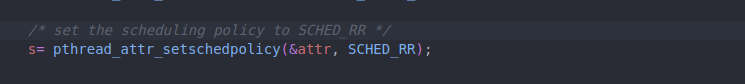 /* set the scheduling policy to SCHED_RR */
s= pthread_attr_setschedpolicy(&attr, SCHED_RR);